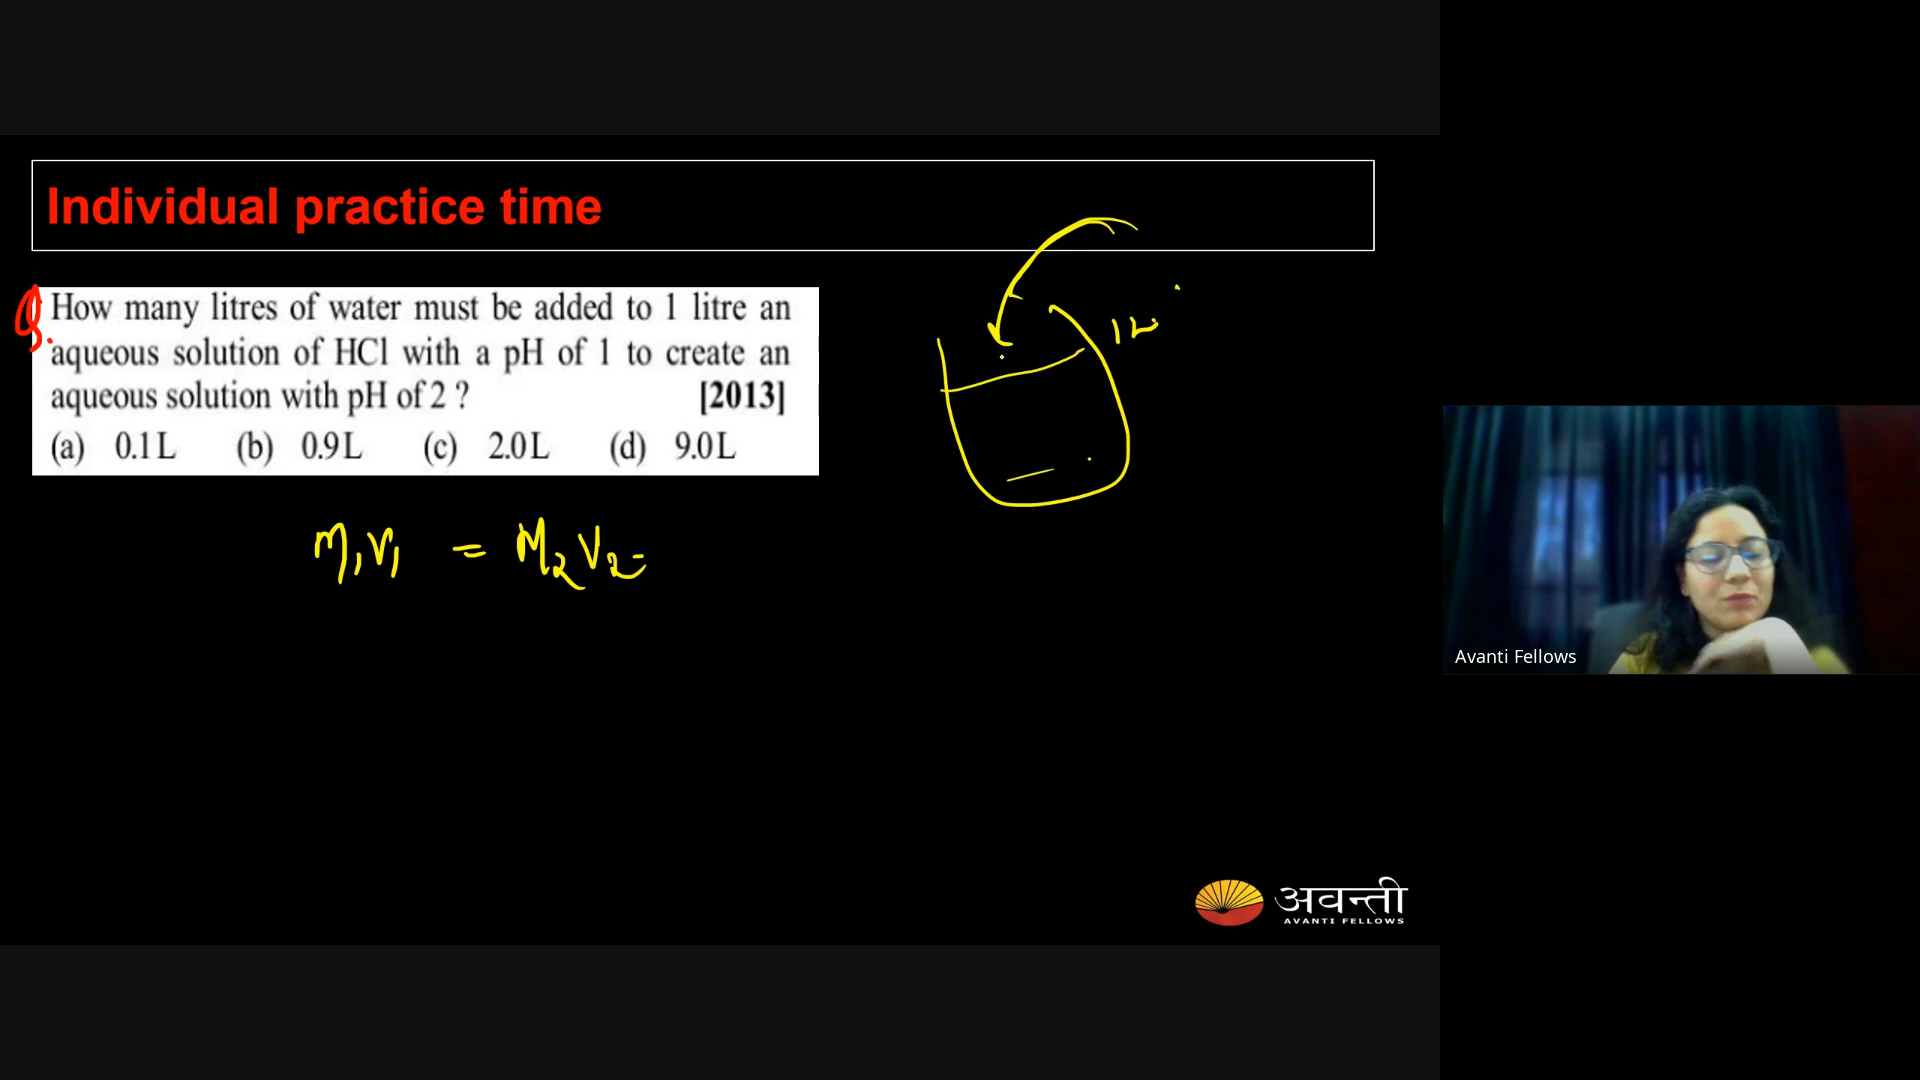 Individual practice time
Q. How many litres of water must be added to 1 litre an
aqueous solution of HCl with a pH of 1 to create an
aqueous solution with pH of 2 ? [2013]
(a) 0.1 L (b) 0.9 L (c) 2.0 L (d) 9.0 L
M1V1 = M2V2
Avanti Fellows
अवन्ती
AVANTI FELLOWS